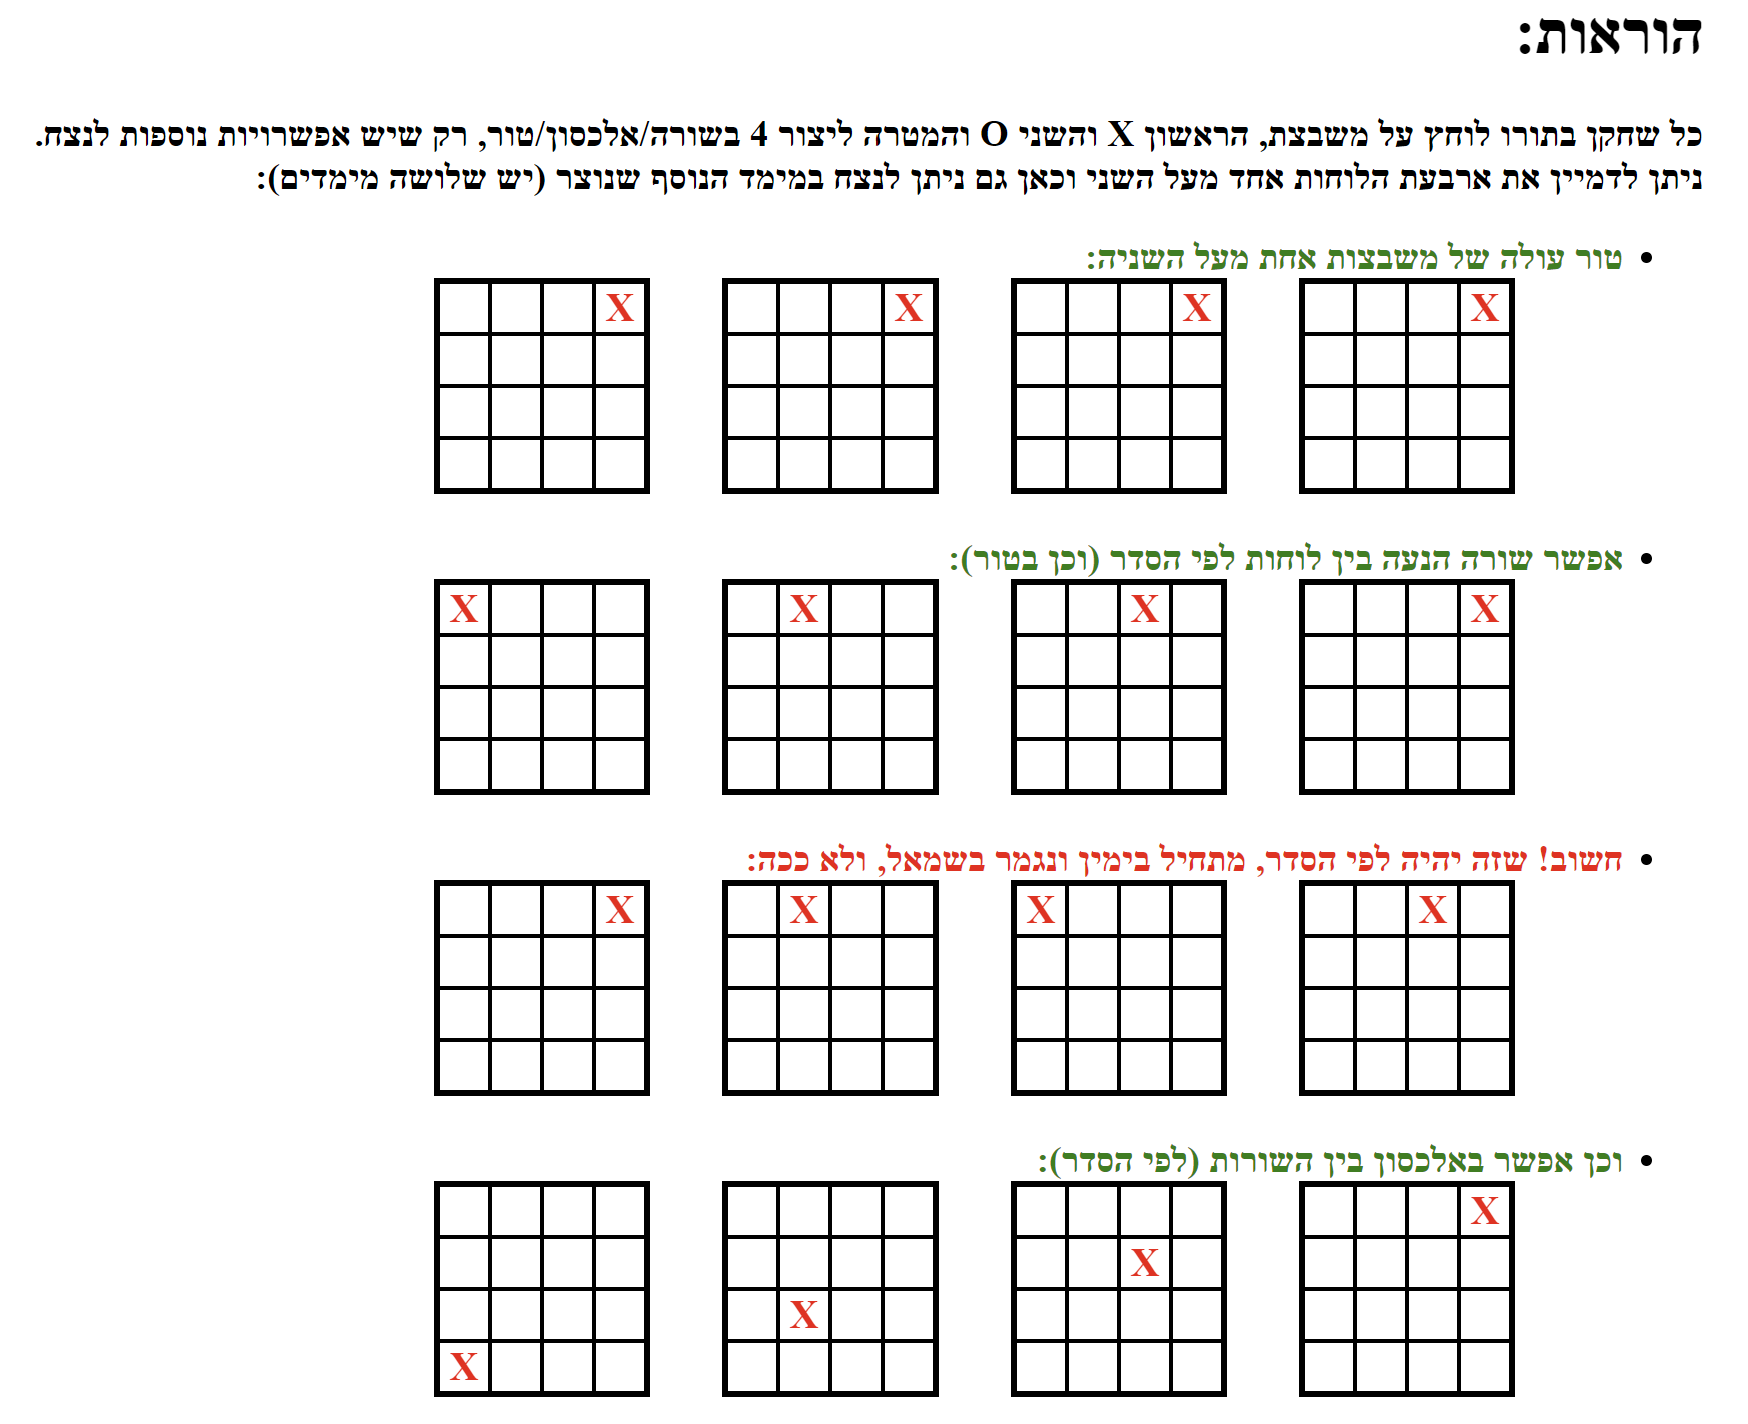 הוראות:
כל שחקן בתורו לוחץ על משבצת, הראשון X והשני O והמטרה ליצור 4 בשורה/אלכסון/טור, רק שיש אפשרויות נוספות לנצח.
ניתן לדמיין את ארבעת הלוחות אחד מעל השני וכאן גם ניתן לנצח במימד הנוסף שנוצר (יש שלושה מימדים):
• טור עולה של משבצות אחת מעל השניה:
X X X X
• אפשר שורה הנעה בין לוחות לפי הסדר (וכן בטור):
X X X X
• חשוב! שזה יהיה לפי הסדר, מתחיל בימין ונגמר בשמאל, ולא ככה:
X X X X
• וכן אפשר באלכסון בין השורות (לפי הסדר):
X
X
X
X